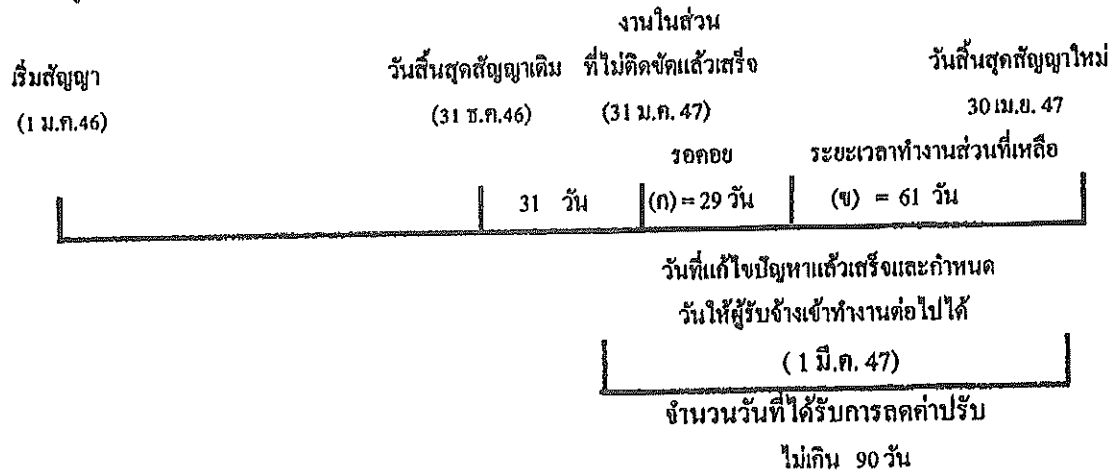 งานในส่วน
เริ่มสัญญา วันสิ้นสุดสัญญาเดิม ที่ไม่ติดขัดแล้วเสร็จ วันสิ้นสุดสัญญาใหม่
(1 ม.ค.46) (31 ธ.ค.46) (31 ม.ค. 47) 30 เม.ย. 47
รอคอย ระยะเวลาทำงานส่วนที่เหลือ
31 วัน (ก) = 29 วัน (ข) = 61 วัน
วันที่แก้ไขปัญหาแล้วเสร็จและกำหนด
วันให้ผู้รับจ้างเข้าทำงานต่อไปได้
( 1 มี.ค. 47)
จำนวนวันที่ได้รับการลดค่าปรับ
ไม่เกิน 90 วัน